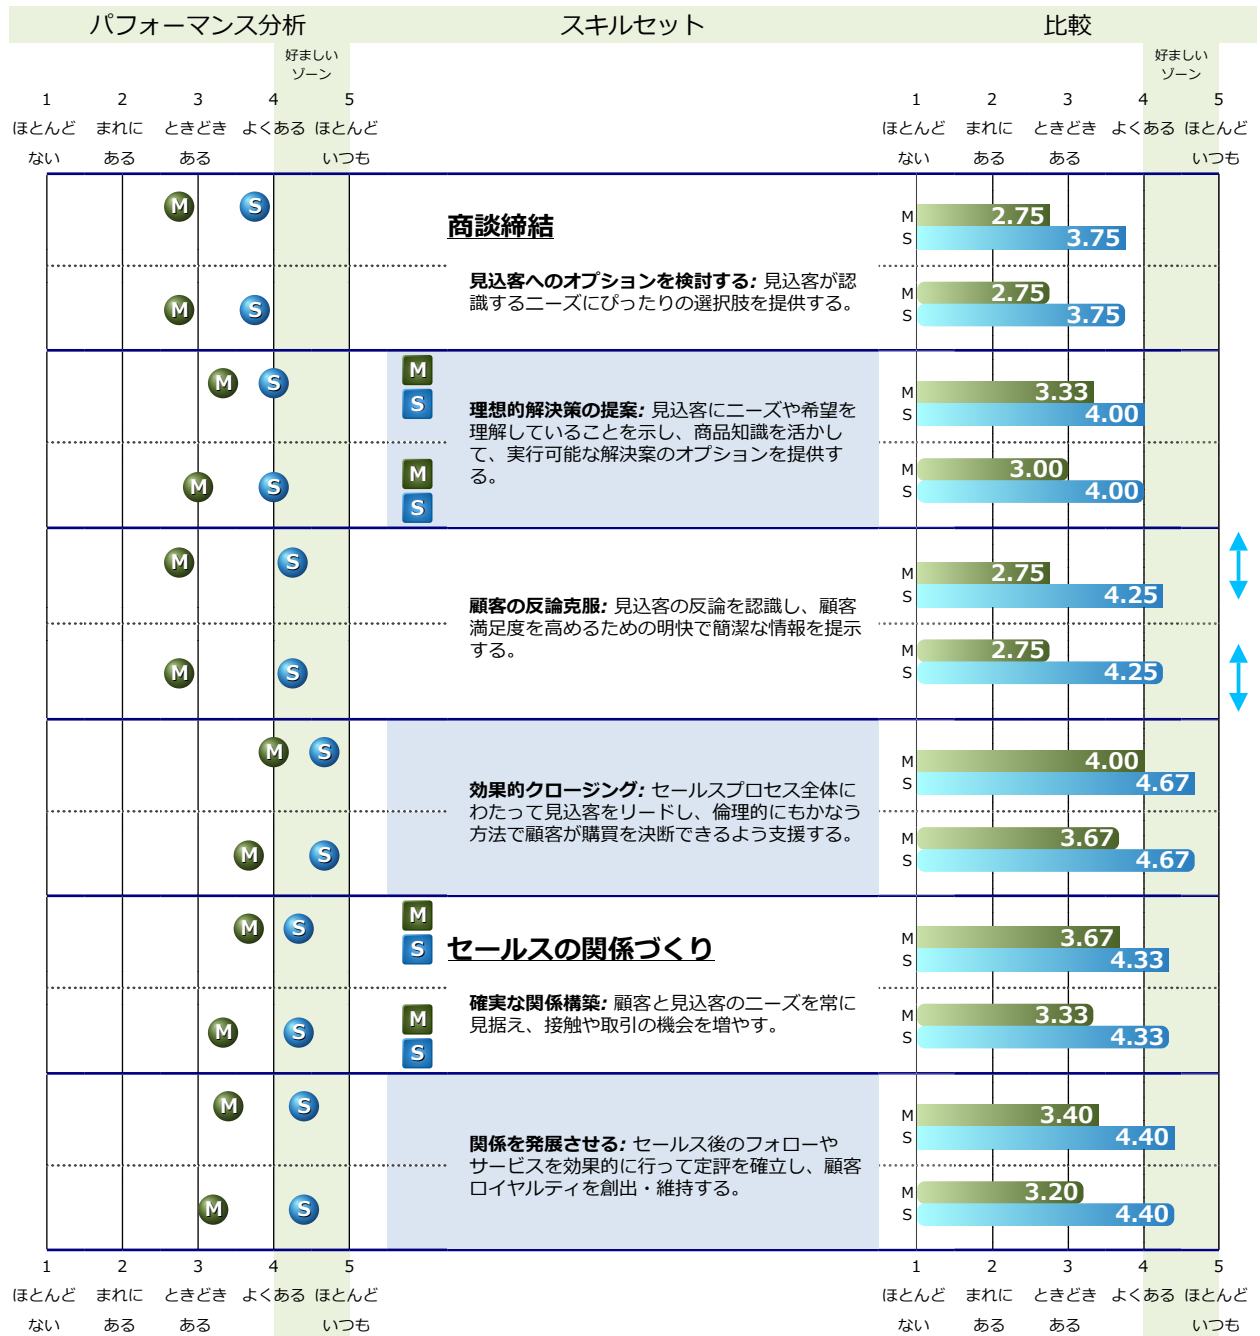 パフォーマンス分析
スキルセット
比較
好ましい
ゾーン
好ましい
ゾーン
1 2 3 4 5
ほとんど まれに ときどき よくある ほとんど
ない ある ある いつも
1 2 3 4 5
ほとんど まれに ときどき よくある ほとんど
ない ある ある いつも
M S
商談締結
M 2.75
S 3.75
M S
見込客へのオプションを検討する: 見込客が認
識するニーズにぴったりの選択肢を提供する。
M 2.75
S 3.75
M S
M
S
理想的解決策の提案: 見込客にニーズや希望を
理解していることを示し、商品知識を活かし
て、実行可能な解決案のオプションを提供す
る。
M 3.33
S 4.00
M S
M
S
M 3.00
S 4.00
M S
顧客の反論克服: 見込客の反論を認識し、顧客
満足度を高めるための明快で簡潔な情報を提示
する。
M 2.75
S 4.25
M S
M 2.75
S 4.25
M S
効果的クロージング: セールスプロセス全体に
わたって見込客をリードし、倫理的にもかなう
方法で顧客が購買を決断できるよう支援する。
M 4.00
S 4.67
M S
M 3.67
S 4.67
M S
M
S
セールスの関係づくり
M 3.67
S 4.33
M S
M
S
確実な関係構築: 顧客と見込客のニーズを常に
見据え、接触や取引の機会を増やす。
M 3.33
S 4.33
M S
関係を発展させる: セールス後のフォローや
サービスを効果的に行って定評を確立し、顧客
ロイヤルティを創出・維持する。
M 3.40
S 4.40
M S
M 3.20
S 4.40
1 2 3 4 5
ほとんど まれに ときどき よくある ほとんど
ない ある ある いつも
1 2 3 4 5
ほとんど まれに ときどき よくある ほとんど
ない ある ある いつも